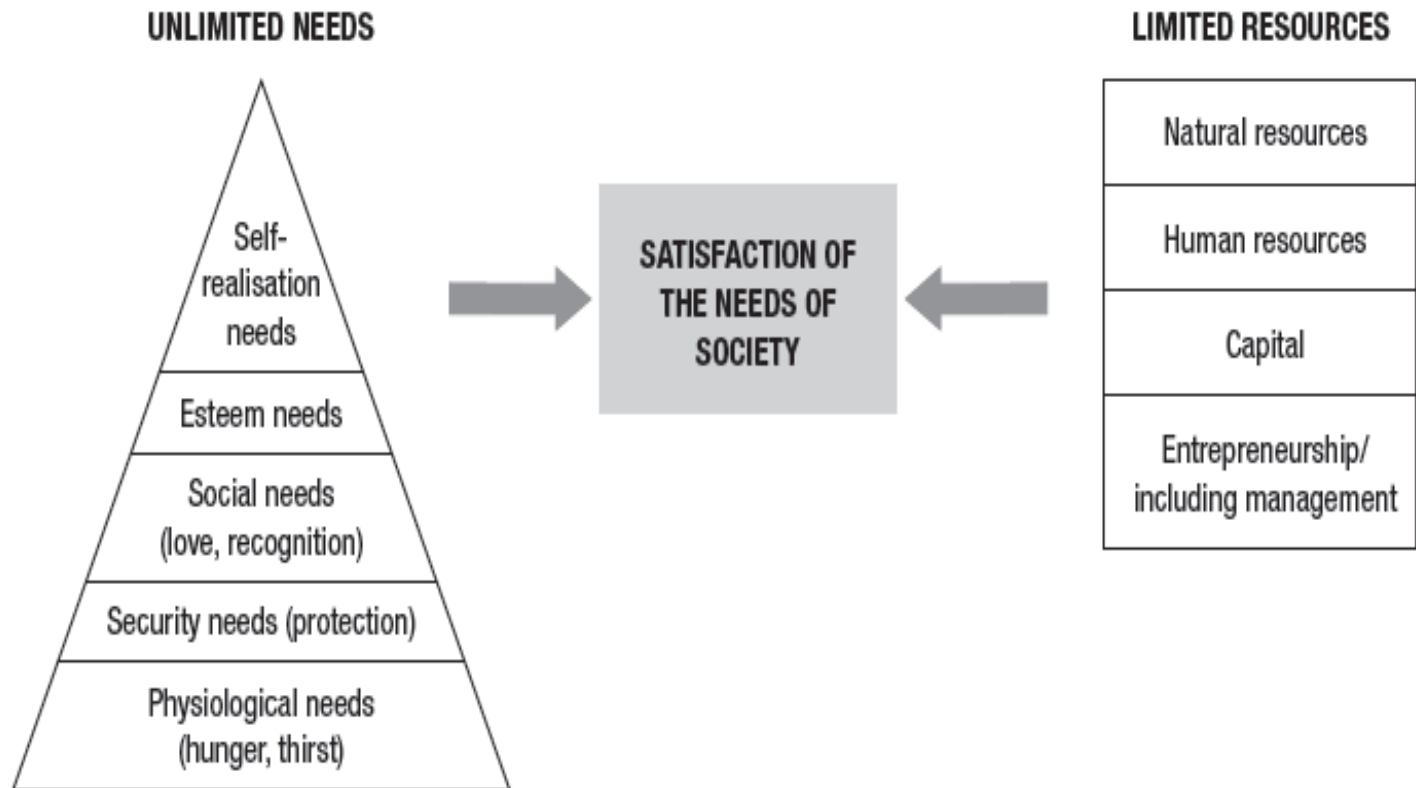 UNLIMITED NEEDS
Self-
realisation
needs
Esteem needs
Social needs
(love, recognition)
Security needs (protection)
Physiological needs
(hunger, thirst)
SATISFACTION OF
THE NEEDS OF
SOCIETY
LIMITED RESOURCES
Natural resources
Human resources
Capital
Entrepreneurship/
including management